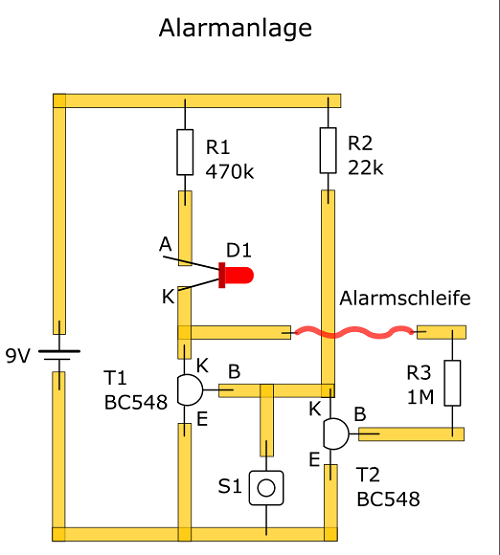 Alarmanlage
R1
470k
R2
22k
A
D1
K
Alarmschleife
9V
K
T1
BC548
B
E
R3
1M
K
B
E
S1
T2
BC548